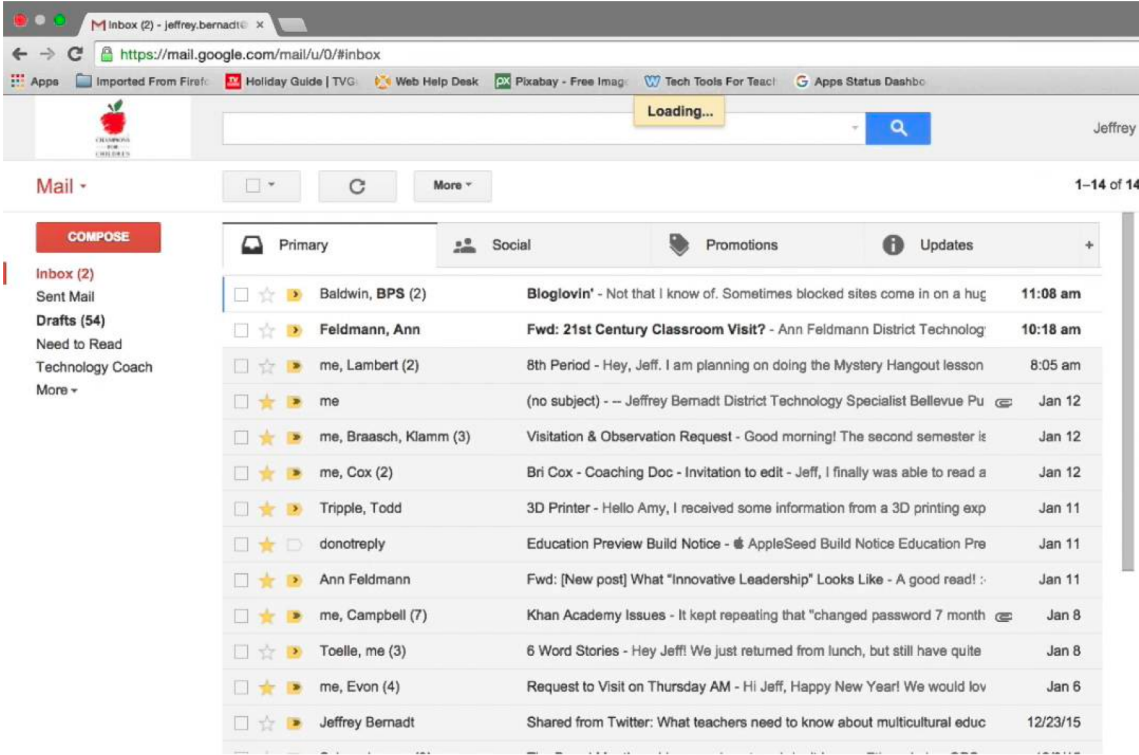 Inbox (2) - jeffrey.bernadt@ ×
https://mail.google.com/mail/u/0/#inbox
Apps Imported From Firefo Holiday Guide | TVG Web Help Desk Pixabay - Free Imag Tech Tools For Teach Apps Status Dashbo
Loading...
CHAMPIONS
FOR
CHILDREN
Jeffrey
Mail
More
1–14 of 14
COMPOSE
Inbox (2)
Sent Mail
Drafts (54)
Need to Read
Technology Coach
More
Primary Social Promotions Updates +
Baldwin, BPS (2) Bloglovin' - Not that I know of. Sometimes blocked sites come in on a hug 11:08 am
Feldmann, Ann Fwd: 21st Century Classroom Visit? - Ann Feldmann District Technolog 10:18 am
me, Lambert (2) 8th Period - Hey, Jeff. I am planning on doing the Mystery Hangout lesson 8:05 am
me (no subject) - -- Jeffrey Bernadt District Technology Specialist Bellevue Pu Jan 12
me, Braasch, Klamm (3) Visitation & Observation Request - Good morning! The second semester is Jan 12
me, Cox (2) Bri Cox - Coaching Doc - Invitation to edit - Jeff, I finally was able to read a Jan 12
Tripple, Todd 3D Printer - Hello Amy, I received some information from a 3D printing exp Jan 11
donotreply Education Preview Build Notice - AppleSeed Build Notice Education Pre Jan 11
Ann Feldmann Fwd: [New post] What "Innovative Leadership" Looks Like - A good read! :- Jan 11
me, Campbell (7) Khan Academy Issues - It kept repeating that "changed password 7 month Jan 8
Toelle, me (3) 6 Word Stories - Hey Jeff! We just returned from lunch, but still have quite Jan 8
me, Evon (4) Request to Visit on Thursday AM - Hi Jeff, Happy New Year! We would lov Jan 6
Jeffrey Bernadt Shared from Twitter: What teachers need to know about multicultural educ 12/23/15